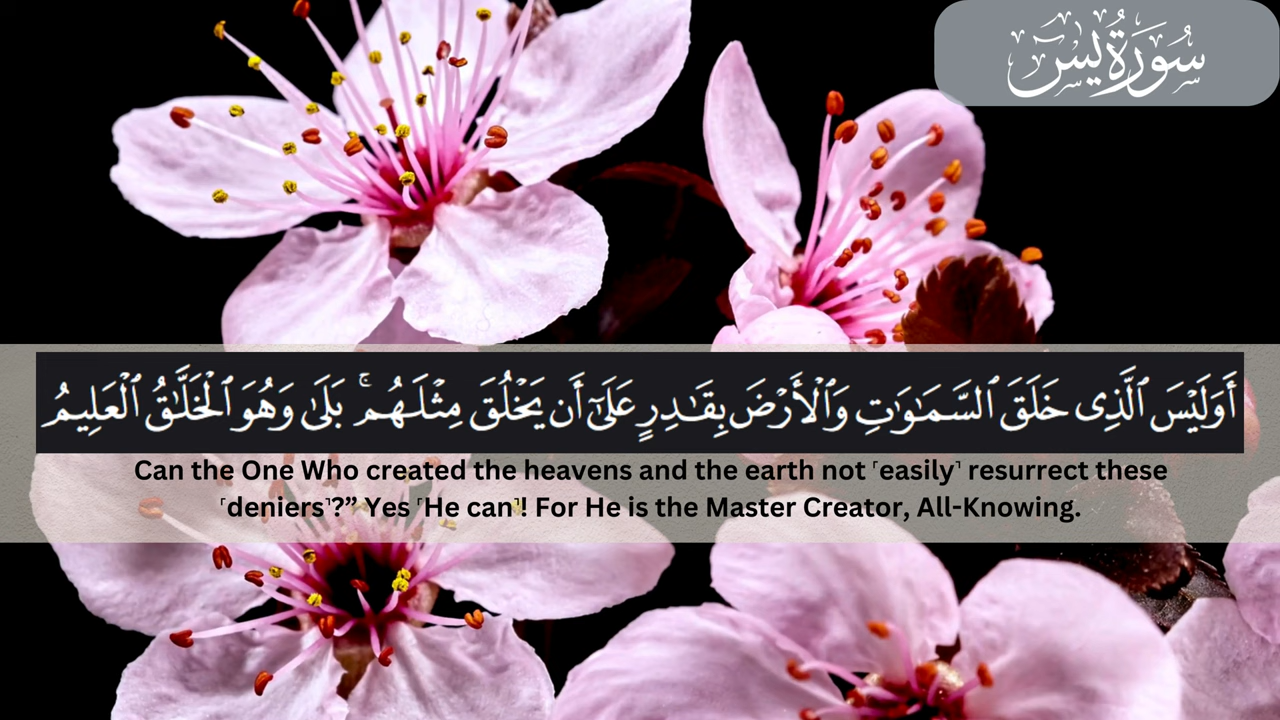 سُورَةُ يسٓ
أَوَلَيْسَ ٱلَّذِى خَلَقَ ٱلسَّمَـٰوَٰتِ وَٱلْأَرْضَ بِقَـٰدِرٍ عَلَىٰٓ أَن يَخْلُقَ مِثْلَهُم ۚ بَلَىٰ وَهُوَ ٱلْخَلَّـٰقُ ٱلْعَلِيمُ
Can the One Who created the heavens and the earth not ˹easily˺ resurrect these
˹deniers˺?” Yes ˹He can˺! For He is the Master Creator, All-Knowing.